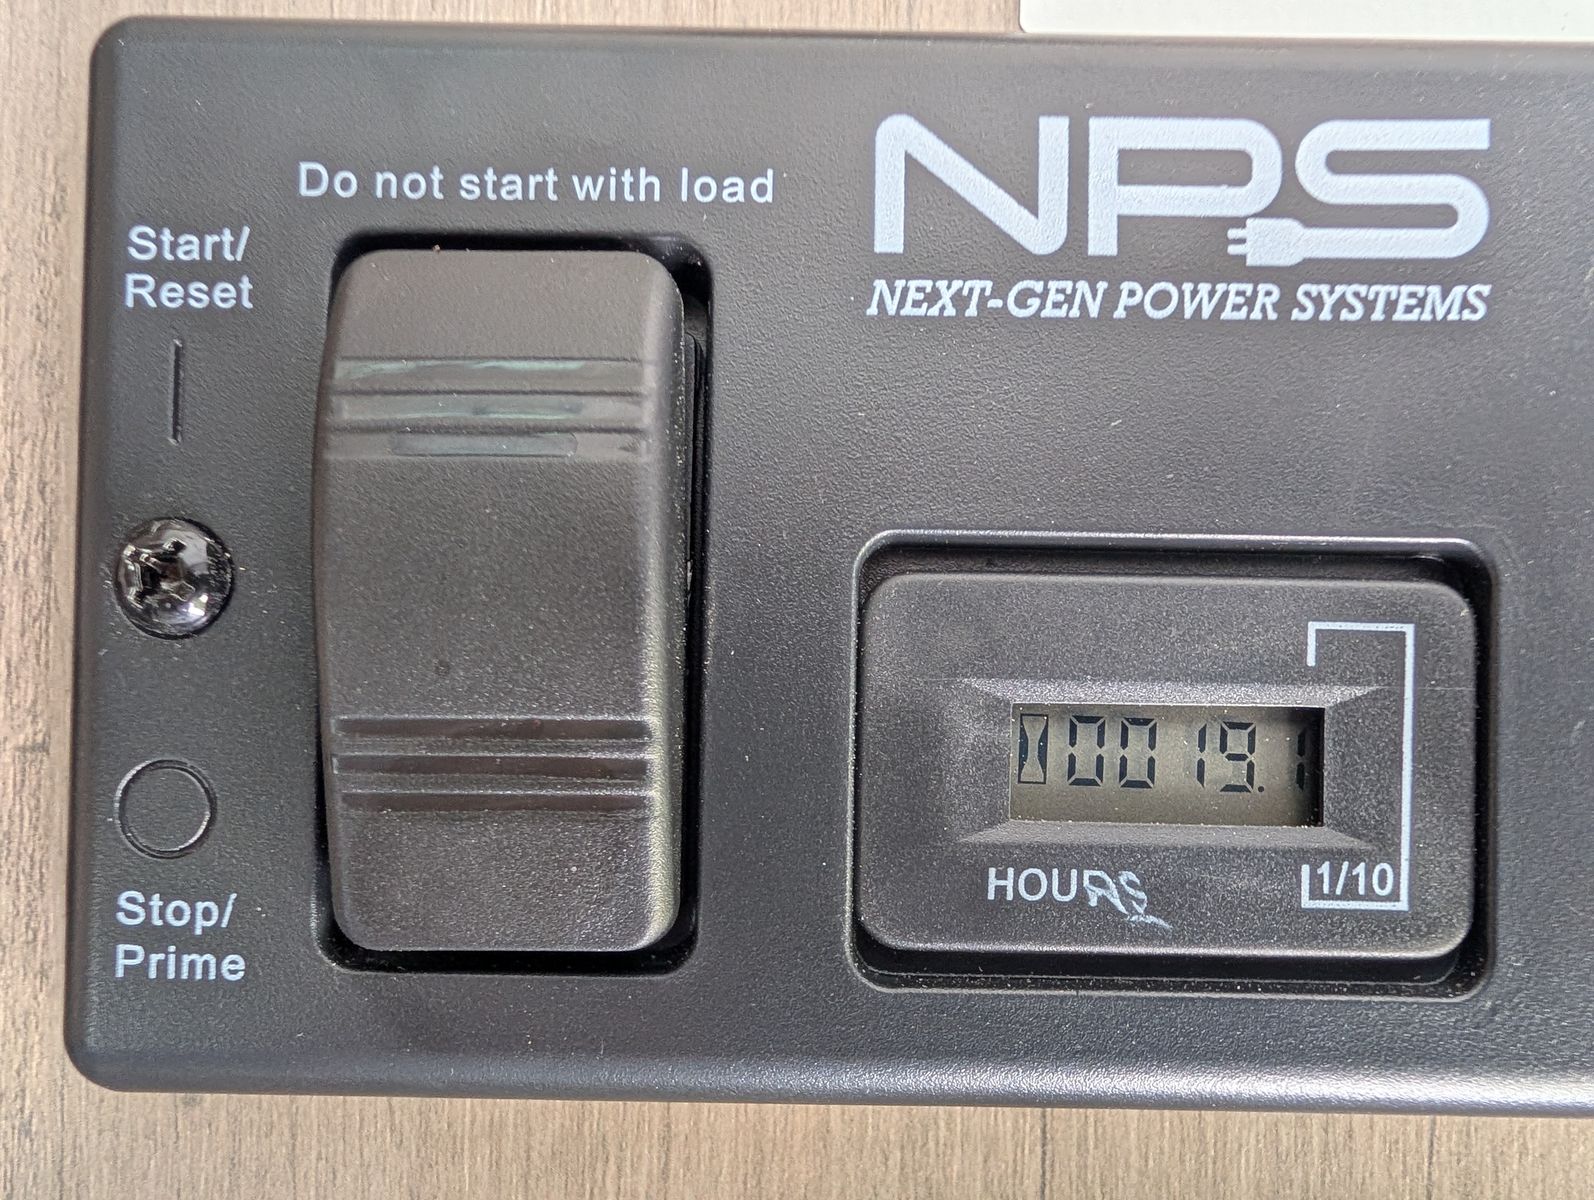 Do not start with load
Start/
Reset
Stop/
Prime
NPS
NEXT-GEN POWER SYSTEMS
0019.1
HOURS
1/10